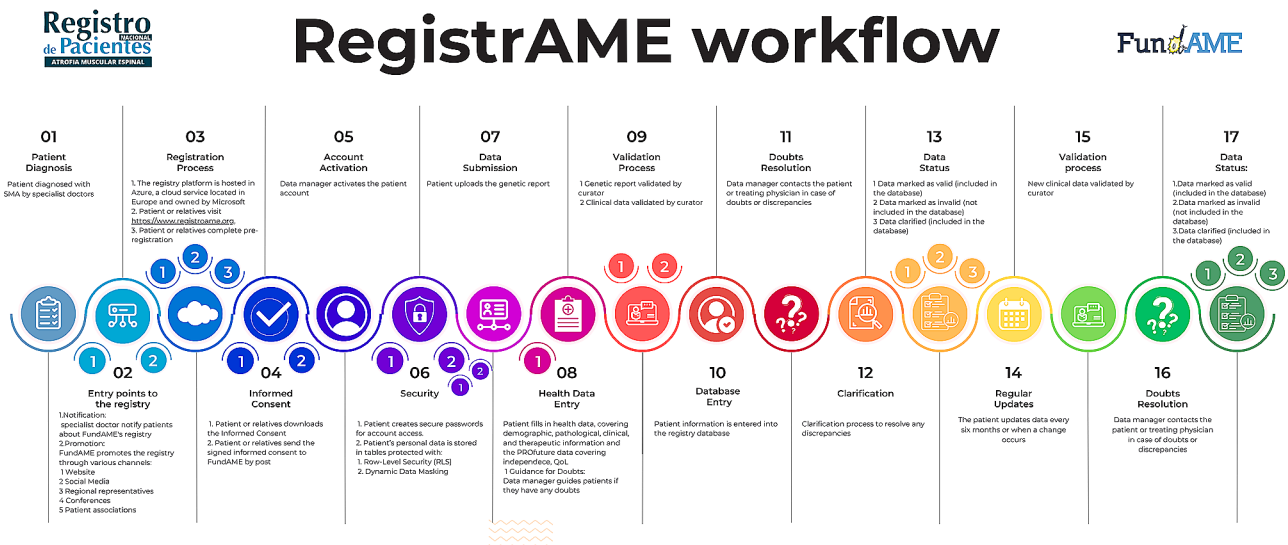 Registro
NACIONAL
de Pacientes
ATROFIA MUSCULAR ESPINAL
RegistrAME workflow
FundAME
01
Patient
Diagnosis
Patient diagnosed with
SMA by specialist doctors
03
Registration
Process
1. The registry platform is hosted in
Azure, a cloud service located in
Europe and owned by Microsoft
2. Patient or relatives visit
https://www.registroame.org.
3. Patient or relatives complete pre-
registration
05
Account
Activation
Data manager activates the patient
account
07
Data
Submission
Patient uploads the genetic report
09
Validation
Process
1 Genetic report validated by
curator
2 Clinical data validated by curator
11
Doubts
Resolution
Data manager contacts the patient
or treating physician in case of
doubts or discrepancies
13
Data
Status
1 Data marked as valid (included in
the database)
2 Data marked as invalid (not
included in the database)
3 Data clarified (included in the
database)
15
Validation
process
New clinical data validated by
curator
17
Data
Status:
1.Data marked as valid
(included in the database)
2.Data marked as invalid
(not included in the
database)
3.Data clarified (included in
the database)
1 2 3
1 2
1 2 3
1 2 3
1 2
1 2
1 2
1 2
1
02
Entry points to
the registry
1.Notification:
specialist doctor notify patients
about FundAME's registry
2.Promotion:
FundAME promotes the registry
through various channels:
1 Website
2 Social Media
3 Regional representatives
4 Conferences
5 Patient associations
04
Informed
Consent
1. Patient or relatives downloads
the Informed Consent
2. Patient or relatives send the
signed informed consent to
FundAME by post
06
Security
1. Patient creates secure passwords
for account access.
2. Patient's personal data is stored
in tables protected with:
1. Row-Level Security (RLS)
2. Dynamic Data Masking
08
Health Data
Entry
Patient fills in health data, covering
demographic, pathological, clinical,
and therapeutic information and
the PROfuture data covering
independece, QoL
1 Guidance for Doubts:
Data manager guides patients if
they have any doubts
10
Database
Entry
Patient information is entered into
the registry database
12
Clarification
Clarification process to resolve any
discrepancies
14
Regular
Updates
The patient updates data every
six months or when a change
occurs
16
Doubts
Resolution
Data manager contacts the
patient or treating physician
in case of doubts or
discrepancies